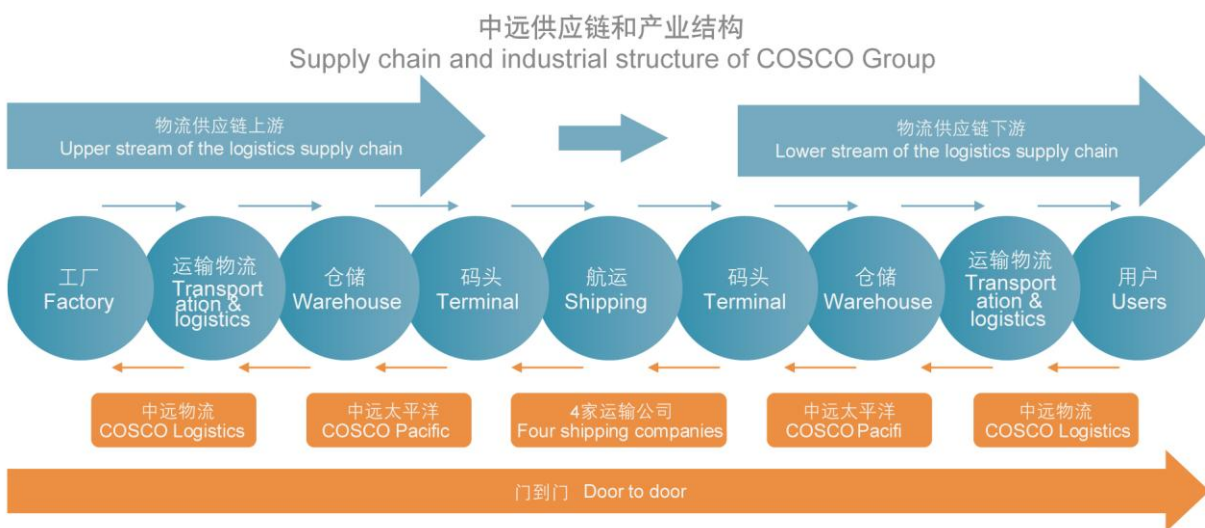 中远供应链和产业结构
Supply chain and industrial structure of COSCO Group
物流供应链上游
Upper stream of the logistics supply chain
物流供应链下游
Lower stream of the logistics supply chain
工厂
Factory
运输物流
Transport
ation &
logistics
仓储
Warehouse
码头
Terminal
航运
Shipping
码头
Terminal
仓储
Warehouse
运输物流
Transport
ation &
logistics
用户
Users
中远物流
COSCO Logistics
中远太平洋
COSCO Pacific
4家运输公司
Four shipping companies
中远太平洋
COSCO Pacifi
中远物流
COSCO Logistics
门到门 Door to door